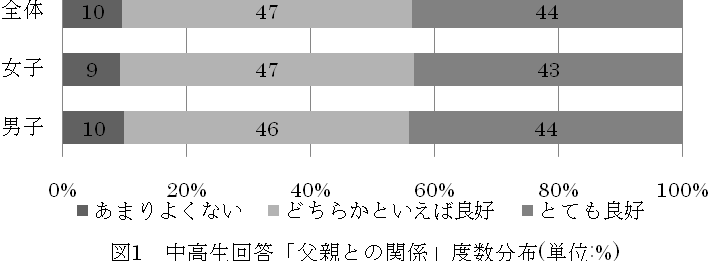 全体 10 47 44
女子 9 47 43
男子 10 46 44
0% 20% 40% 60% 80% 100%
■あまりよくない ■どちらかといえば良好 ■とても良好
図1　中高生回答「父親との関係」度数分布(単位:%)